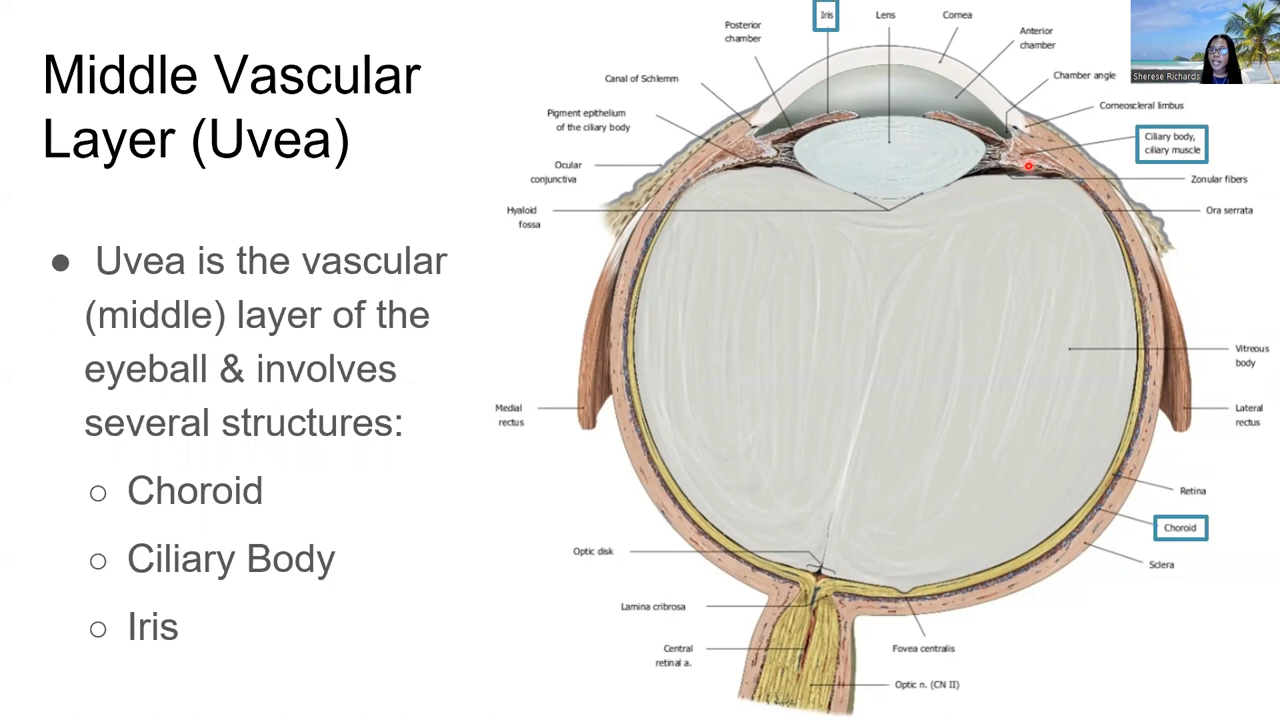 Middle Vascular
Layer (Uvea)
● Uvea is the vascular
(middle) layer of the
eyeball & involves
several structures:
○ Choroid
○ Ciliary Body
○ Iris
Posterior
chamber
Iris
Lens
Cornea
Anterior
chamber
Sherese Richards
Canal of Schlemm
Chamber angle
Pigment epithelium
of the ciliary body
Corneoscleral limbus
Ciliary body,
ciliary muscle
Ocular
conjunctiva
Zonular fibers
Hyaloid
fossa
Ora serrata
Vitreous
body
Medial
rectus
Lateral
rectus
Retina
Choroid
Optic disk
Sclera
Lamina cribrosa
Central
retinal a.
Fovea centralis
Optic n. (CN II)